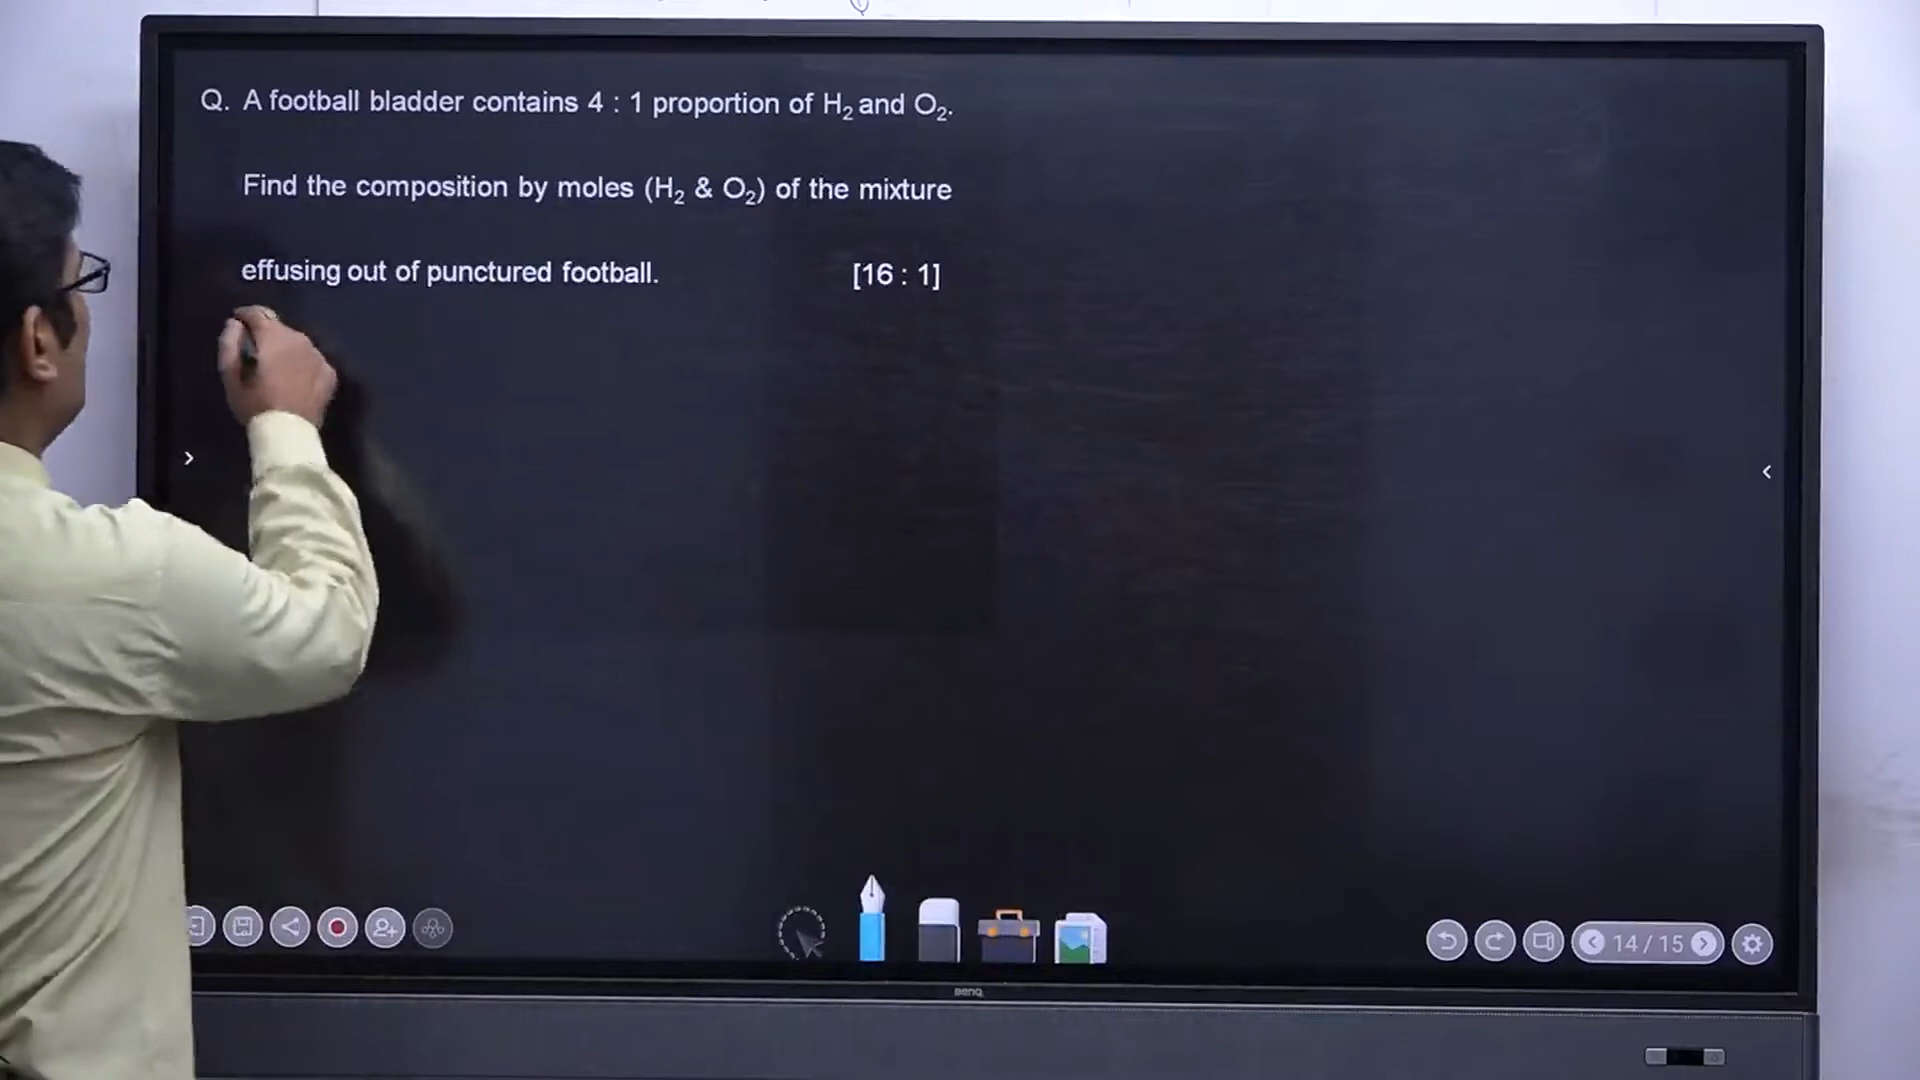 Q. A football bladder contains 4 : 1 proportion of H₂ and O₂.
Find the composition by moles (H₂ & O₂) of the mixture
effusing out of punctured football. [16 : 1]
14 / 15
BenQ